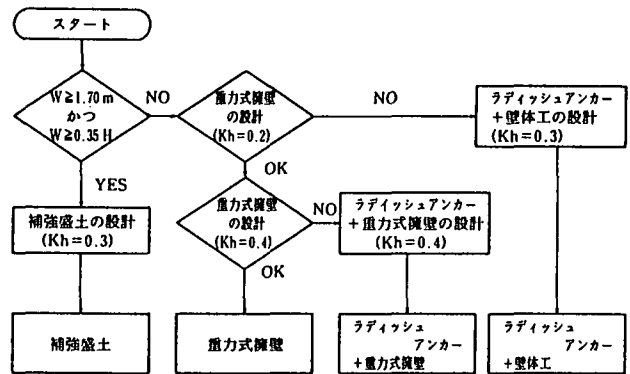 スタート
W≧1.70m
かつ
W≧0.35H
NO
重力式擁壁
の設計
(Kh=0.2)
NO
ラディッシュアンカー
+壁体工の設計
(Kh=0.3)
YES
OK
補強盛土の設計
(Kh=0.3)
重力式擁壁
の設計
(Kh=0.4)
NO
ラディッシュアンカー
+重力式擁壁の設計
(Kh=0.4)
OK
補強盛土
重力式擁壁
ラディッシュ
アンカー
+重力式擁壁
ラディッシュ
アンカー
+壁体工